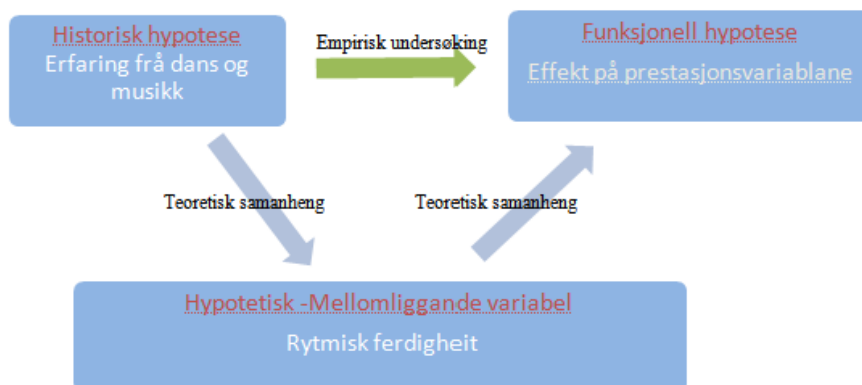 Historisk hypotese
Erfaring frå dans og
musikk
Empirisk undersøking
Funksjonell hypotese
Effekt på prestasjonsvariablane
Teoretisk samanheng
Teoretisk samanheng
Hypotetisk -Mellomliggande variabel
Rytmisk ferdigheit